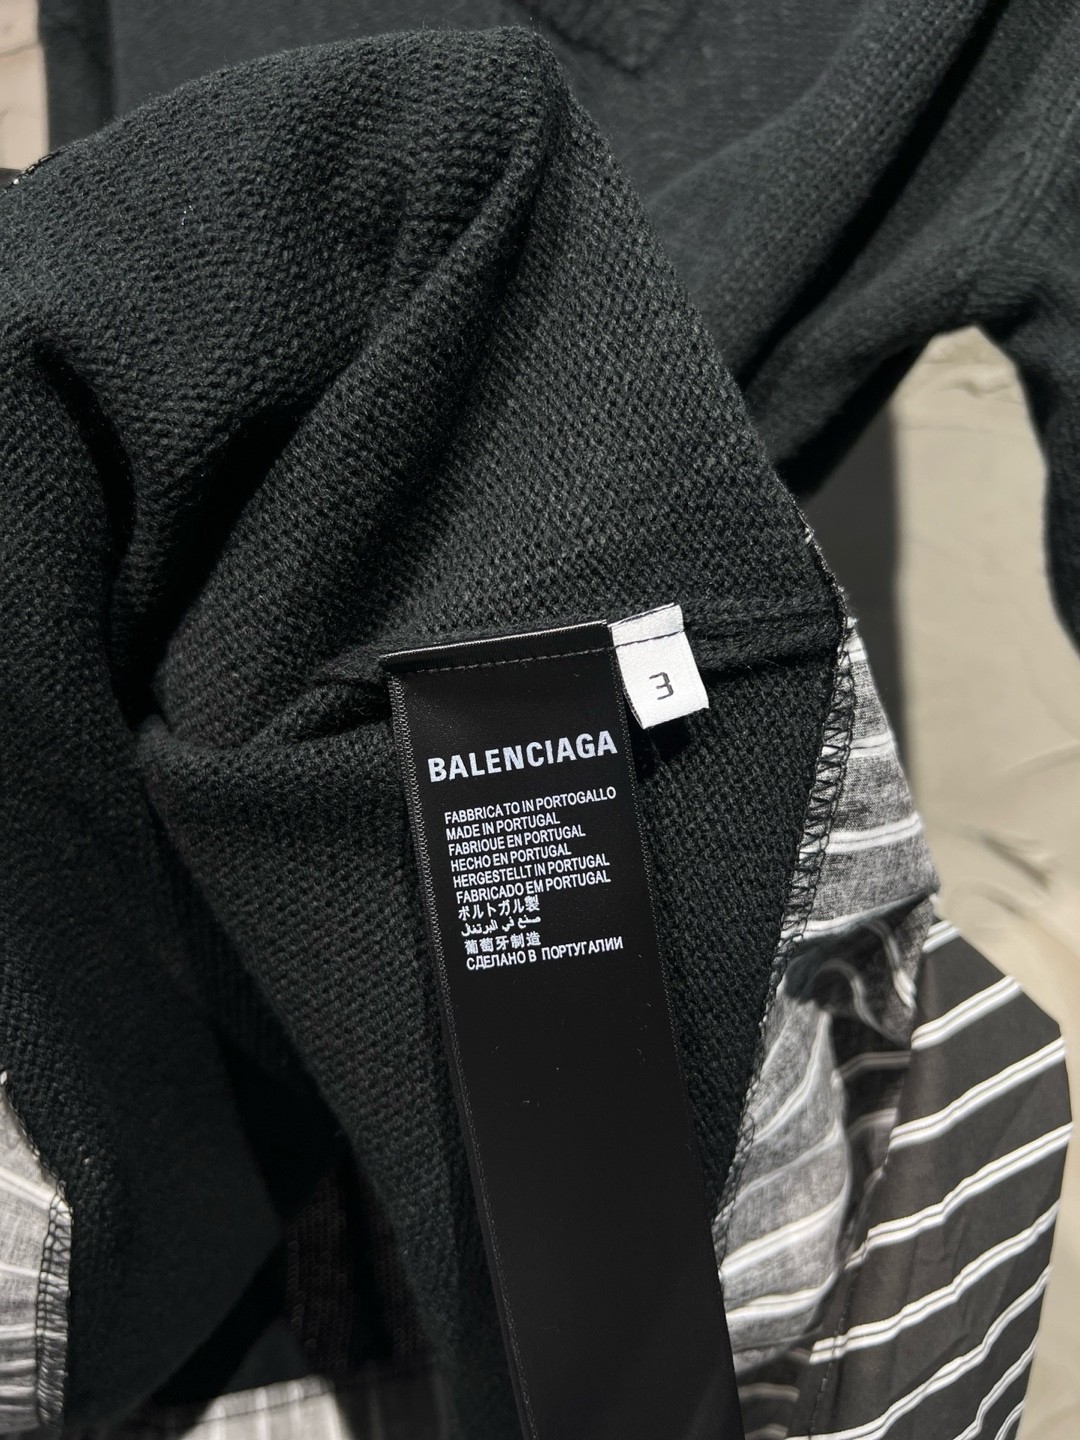 3
BALENCIAGA
FABBRICATO IN PORTOGALLO
MADE IN PORTUGAL
FABRIQUE EN PORTUGAL
HECHO EN PORTUGAL
HERGESTELLT IN PORTUGAL
FABRICADO EM PORTUGAL
ポルトガル製
صنع في البرتغال
葡萄牙制造
СДЕЛАНО В ПОРТУГАЛИИ